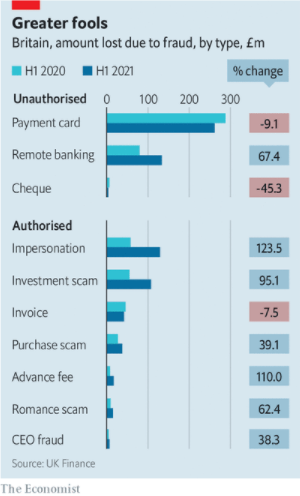 Greater fools
Britain, amount lost due to fraud, by type, £m
H1 2020 H1 2021 % change
Unauthorised 0 100 200 300
Payment card -9.1
Remote banking 67.4
Cheque -45.3
Authorised
Impersonation 123.5
Investment scam 95.1
Invoice -7.5
Purchase scam 39.1
Advance fee 110.0
Romance scam 62.4
CEO fraud 38.3
Source: UK Finance
The Economist